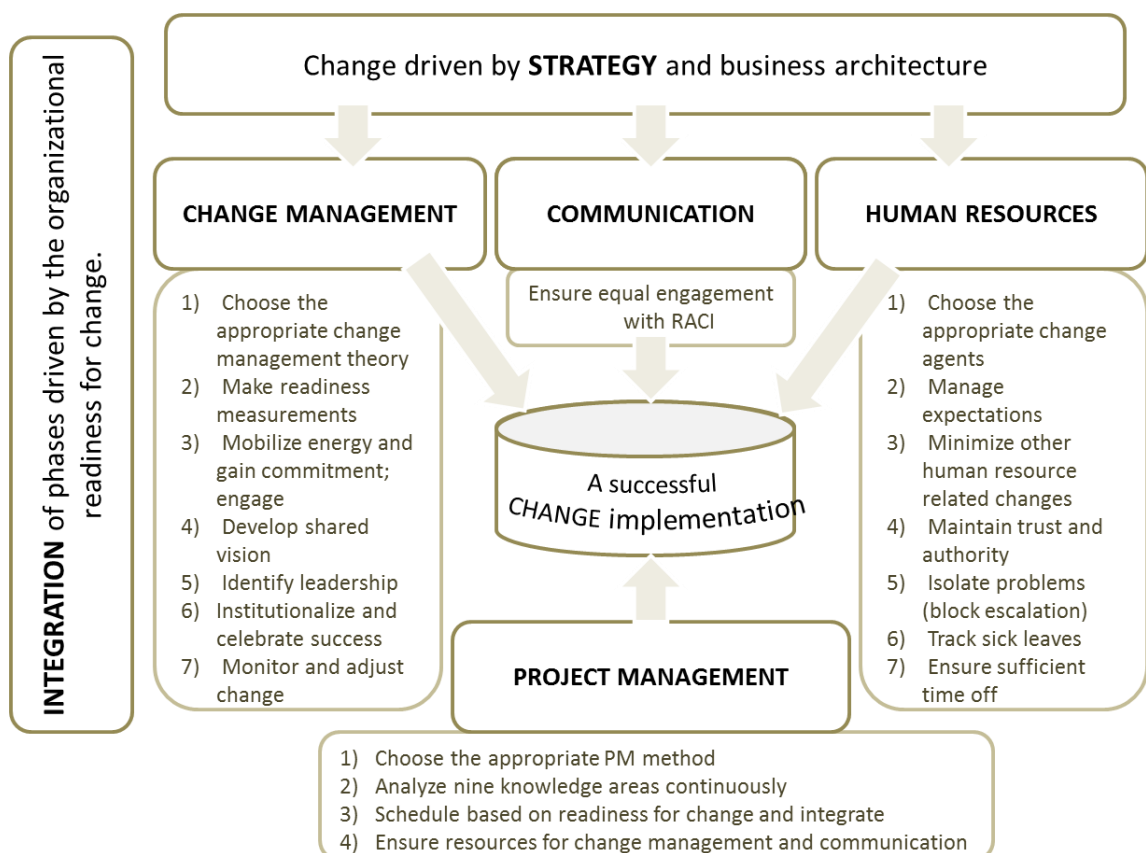 INTEGRATION of phases driven by the organizational
readiness for change.
Change driven by STRATEGY and business architecture
CHANGE MANAGEMENT
1) Choose the
appropriate change
management theory
2) Make readiness
measurements
3) Mobilize energy and
gain commitment;
engage
4) Develop shared
vision
5) Identify leadership
6) Institutionalize and
celebrate success
7) Monitor and adjust
change
COMMUNICATION
Ensure equal engagement
with RACI
HUMAN RESOURCES
1) Choose the
appropriate change
agents
2) Manage
expectations
3) Minimize other
human resource
related changes
4) Maintain trust and
authority
5) Isolate problems
(block escalation)
6) Track sick leaves
7) Ensure sufficient
time off
A successful
CHANGE implementation
PROJECT MANAGEMENT
1) Choose the appropriate PM method
2) Analyze nine knowledge areas continuously
3) Schedule based on readiness for change and integrate
4) Ensure resources for change management and communication